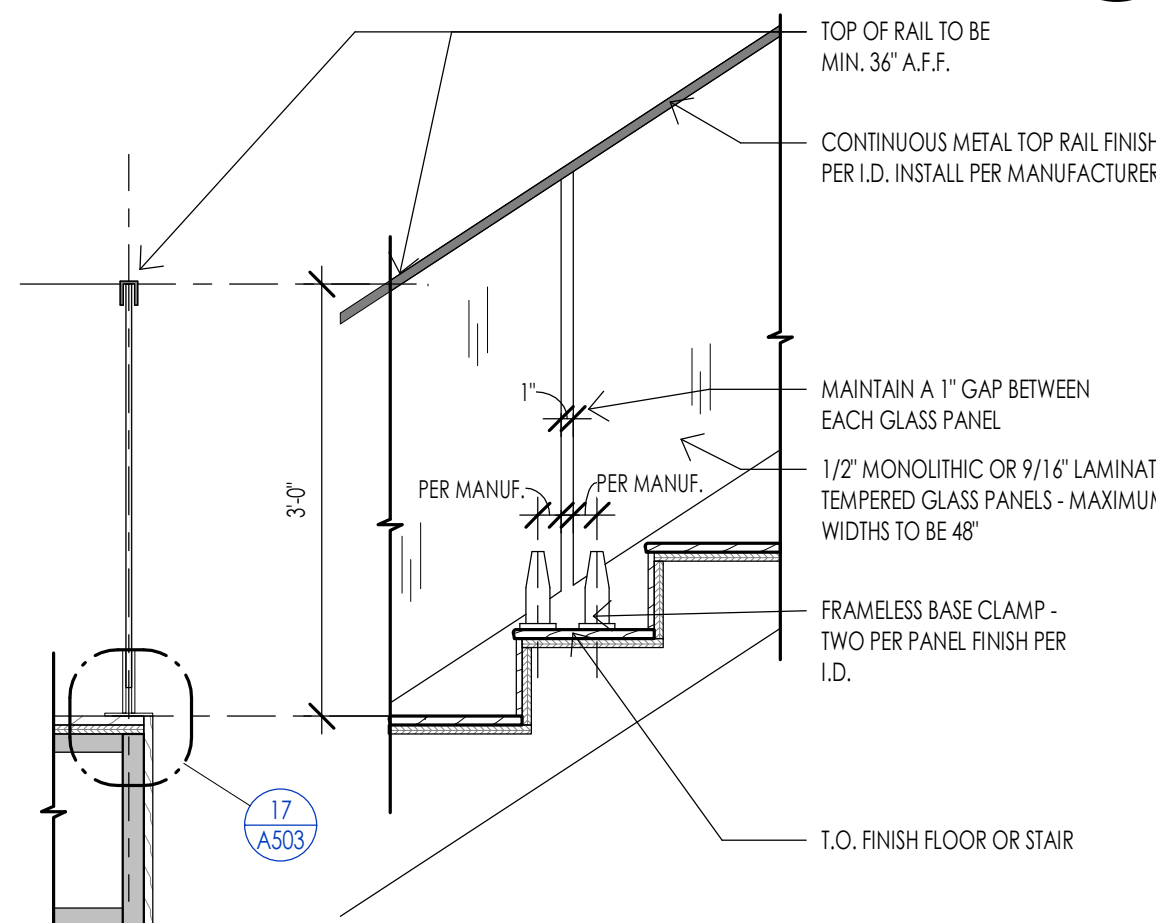 TOP OF RAIL TO BE
MIN. 36" A.F.F.
CONTINUOUS METAL TOP RAIL FINISH
PER I.D. INSTALL PER MANUFACTURER
1"
MAINTAIN A 1" GAP BETWEEN
EACH GLASS PANEL
PER MANUF.
PER MANUF.
3'-0"
1/2" MONOLITHIC OR 9/16" LAMINAT
TEMPERED GLASS PANELS - MAXIMUM
WIDTHS TO BE 48"
FRAMELESS BASE CLAMP -
TWO PER PANEL FINISH PER
I.D.
17
A503
T.O. FINISH FLOOR OR STAIR